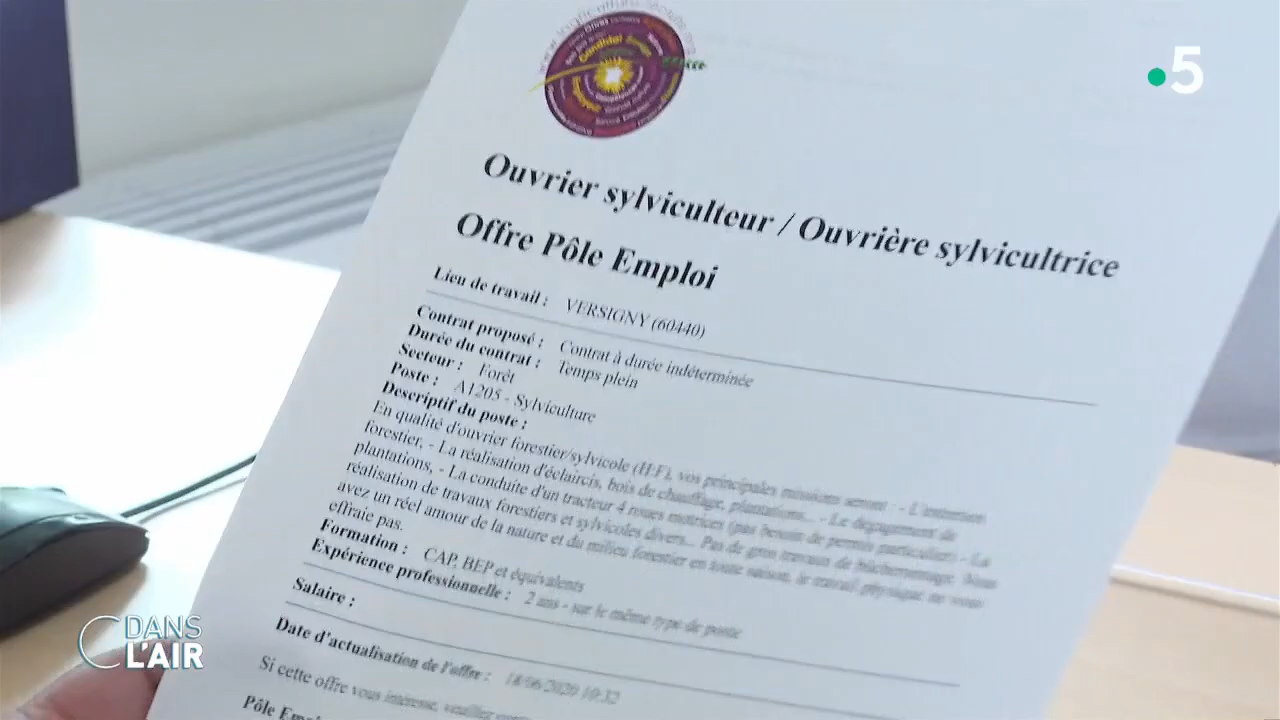 5
Ouvrier sylviculteur / Ouvrière sylvicultrice
Offre Pôle Emploi
Lieu de travail : VERSIGNY (60440)
Contrat proposé : Contrat à durée indéterminée
Durée du contrat : Temps plein
Secteur : Forêt
Poste : A1205 - Sylviculture
Descriptif du poste :
En qualité d'ouvrier forestier/sylvicole (H/F), vos principales missions seront : - L'entretien
forestier, - La réalisation d'éclaircis, bois de chauffage, plantations... - Le dégagement de
plantations, - La conduite d'un tracteur 4 roues motrices (pas besoin de permis particulier) - La
réalisation de travaux forestiers et sylvicoles divers... Pas de gros travaux de bûcheronnage. Vous
avez un réel amour de la nature et du milieu forestier en toute saison, le travail physique ne vous
effraie pas.
Formation : CAP, BEP et équivalents
Expérience professionnelle : 2 ans - sur le même type de poste
Salaire :
Date d'actualisation de l'offre : 18/06/2020 10:32
Si cette offre vous intéresse, veuillez
Pôle
C DANS
L'AIR